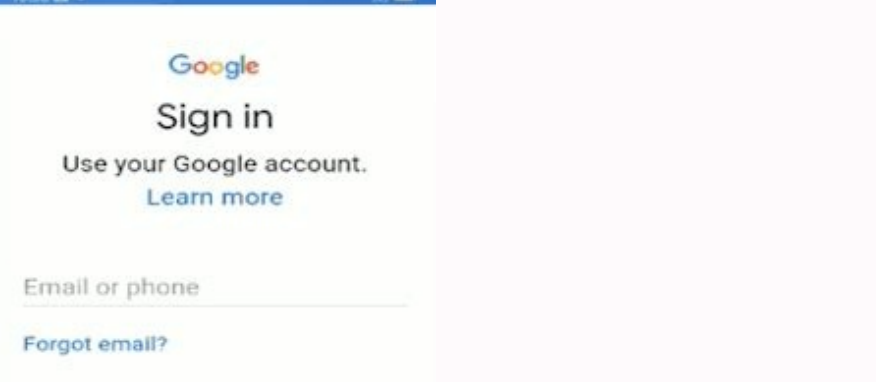 Google
Sign in
Use your Google account.
Learn more
Email or phone
Forgot email?